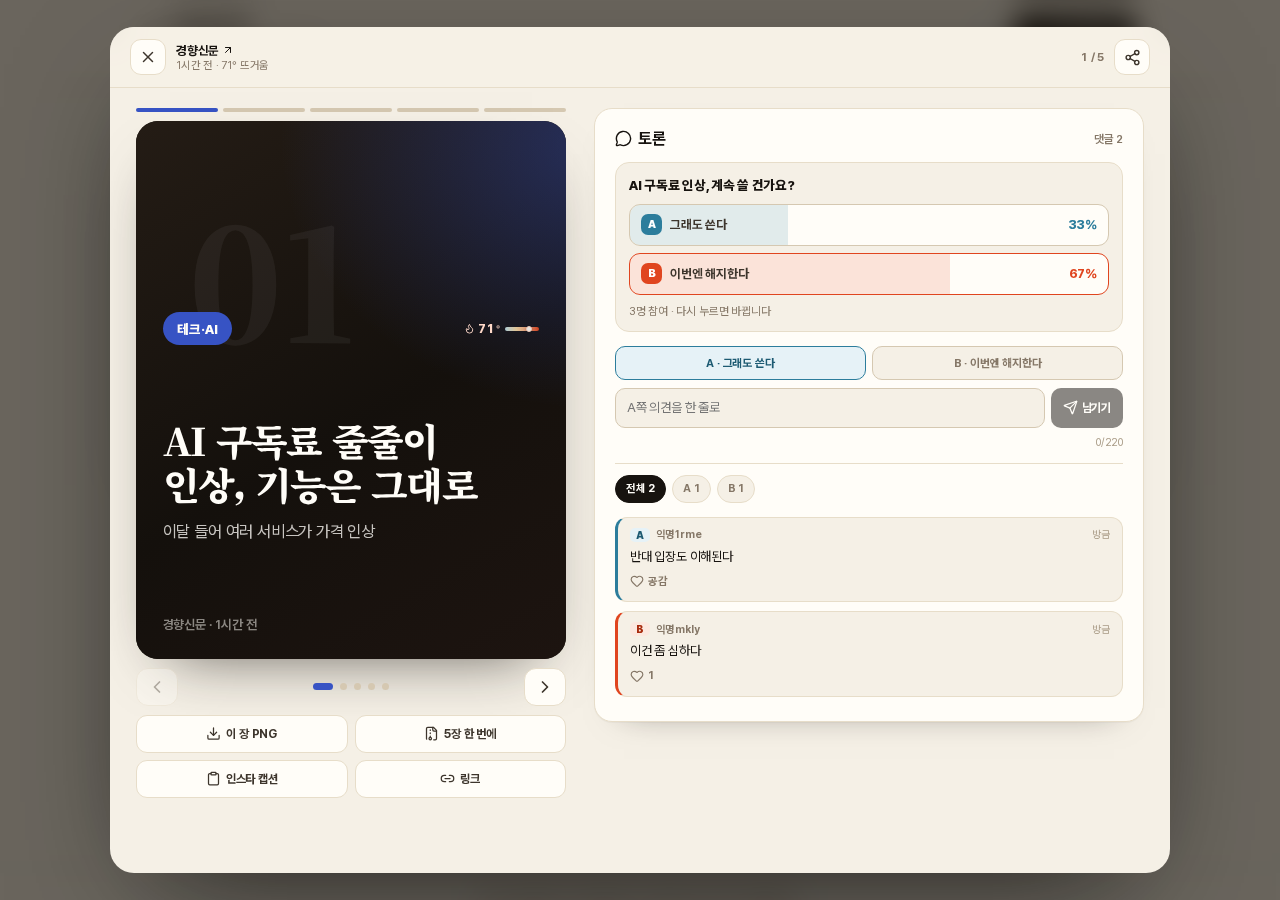 경향신문
1시간 전 · 71° 뜨거움
1 / 5
01
테크·AI
71°
AI 구독료 줄줄이
인상, 기능은 그대로
이달 들어 여러 서비스가 가격 인상
경향신문 · 1시간 전
이 장 PNG
5장 한 번에
인스타 캡션
링크
토론
댓글 2
AI 구독료 인상, 계속 쓸 건가요?
A 그래도 쓴다 33%
B 이번엔 해지한다 67%
3명 참여 · 다시 누르면 바뀝니다
A · 그래도 쓴다
B · 이번엔 해지한다
A쪽 의견을 한 줄로
남기기
0/220
전체 2
A 1
B 1
A 익명1rme 방금
반대 입장도 이해된다
공감
B 익명mkly 방금
이건 좀 심하다
1